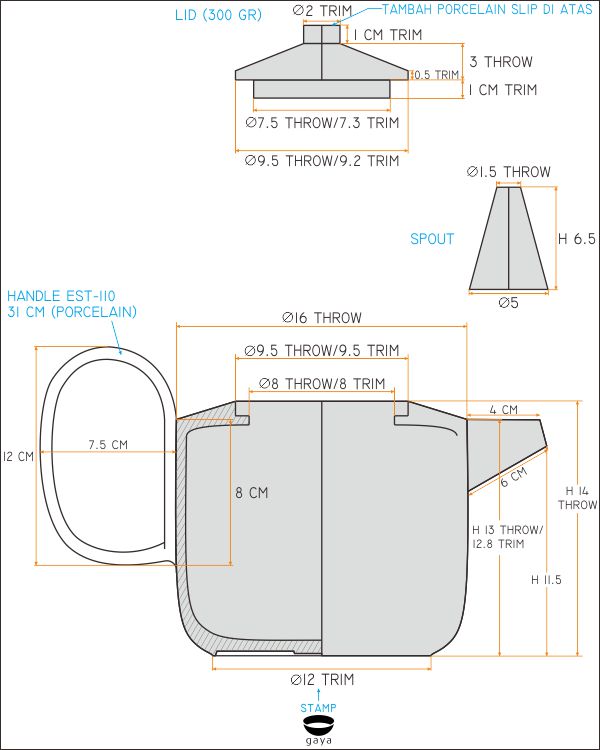 LID (300 GR)
Ø2 TRIM
TAMBAH PORCELAIN SLIP DI ATAS
1 CM TRIM
3 THROW
0.5 TRIM
1 CM TRIM
Ø7.5 THROW/7.3 TRIM
Ø9.5 THROW/9.2 TRIM
Ø1.5 THROW
SPOUT
H 6.5
Ø5
HANDLE EST-110
31 CM (PORCELAIN)
Ø16 THROW
Ø9.5 THROW/9.5 TRIM
Ø8 THROW/8 TRIM
4 CM
7.5 CM
12 CM
8 CM
6 CM
H 14
THROW
H 13 THROW/
12.8 TRIM
H 11.5
Ø12 TRIM
STAMP
gaya